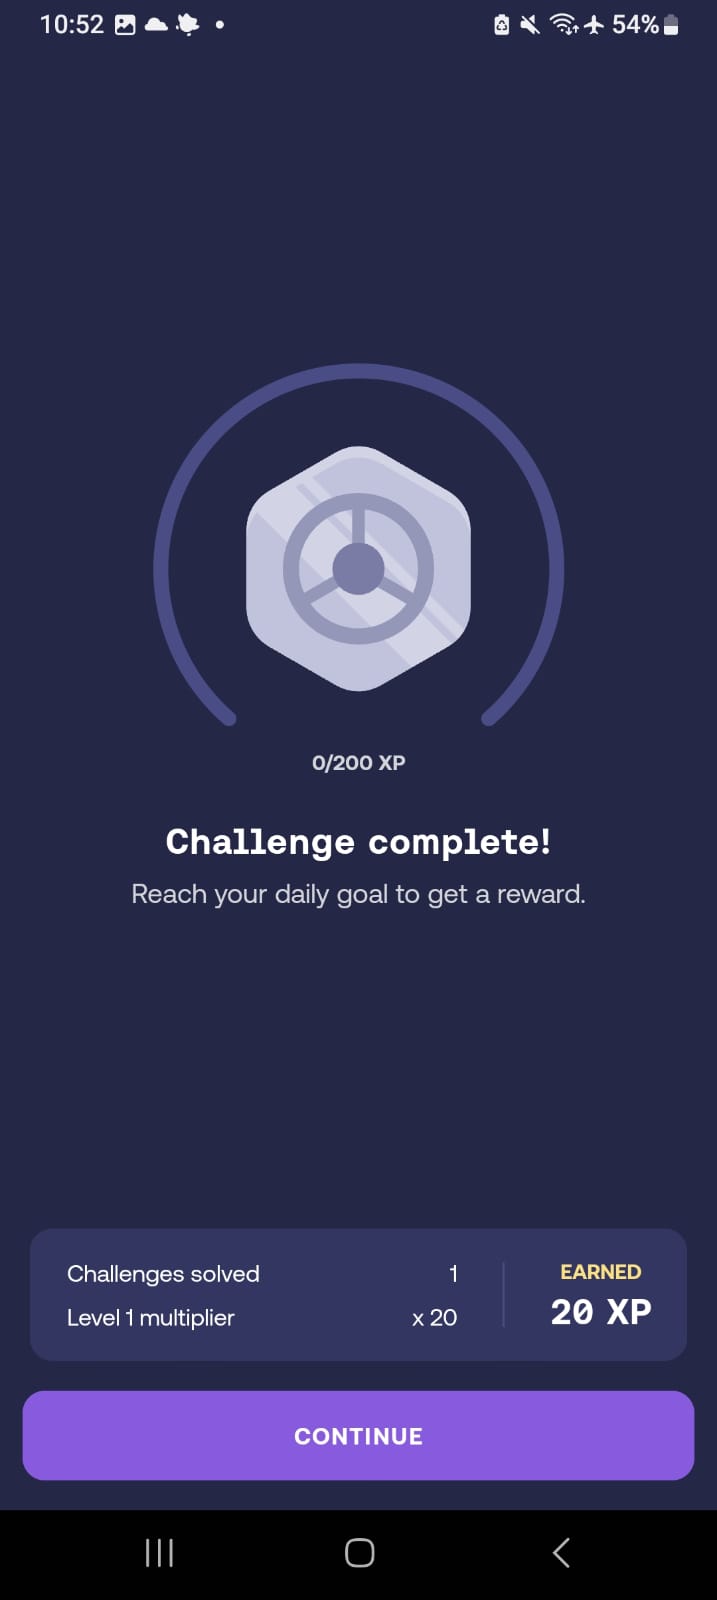 10:52
54%
0/200 XP
Challenge complete!
Reach your daily goal to get a reward.
Challenges solved 1
Level 1 multiplier x 20
EARNED
20 XP
CONTINUE